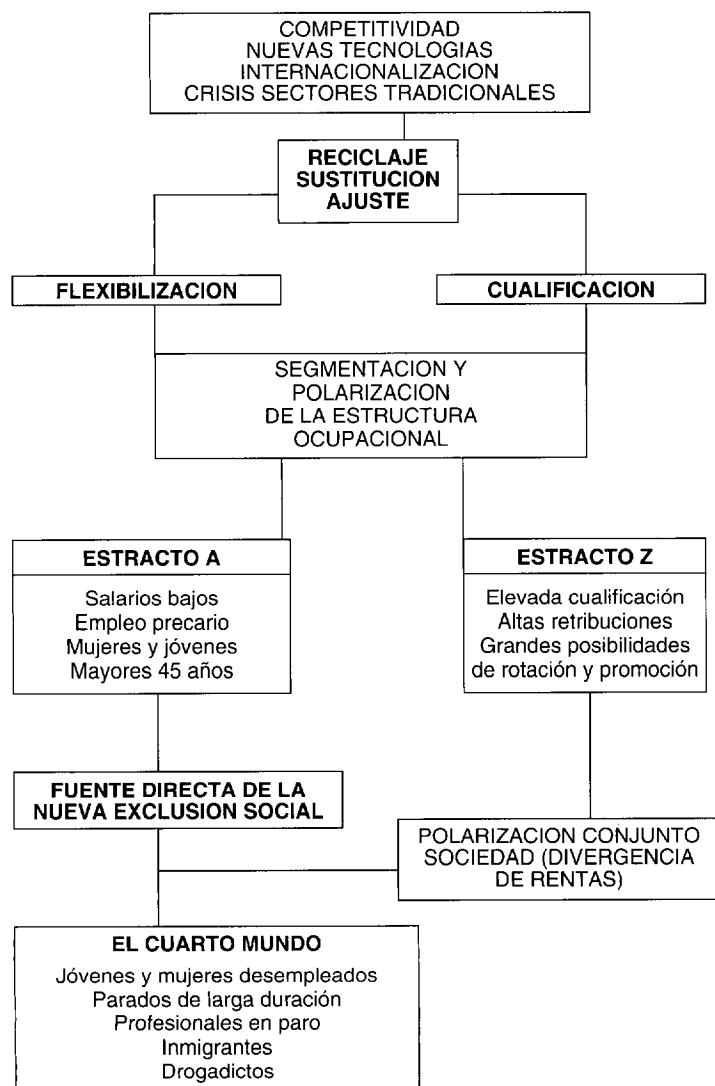 COMPETITIVIDAD
NUEVAS TECNOLOGIAS
INTERNACIONALIZACION
CRISIS SECTORES TRADICIONALES
RECICLAJE
SUSTITUCION
AJUSTE
FLEXIBILIZACION
CUALIFICACION
SEGMENTACION Y
POLARIZACION
DE LA ESTRUCTURA
OCUPACIONAL
ESTRACTO A
Salarios bajos
Empleo precario
Mujeres y jóvenes
Mayores 45 años
ESTRACTO Z
Elevada cualificación
Altas retribuciones
Grandes posibilidades
de rotación y promoción
FUENTE DIRECTA DE LA
NUEVA EXCLUSION SOCIAL
POLARIZACION CONJUNTO
SOCIEDAD (DIVERGENCIA
DE RENTAS)
EL CUARTO MUNDO
Jóvenes y mujeres desempleados
Parados de larga duración
Profesionales en paro
Inmigrantes
Drogadictos